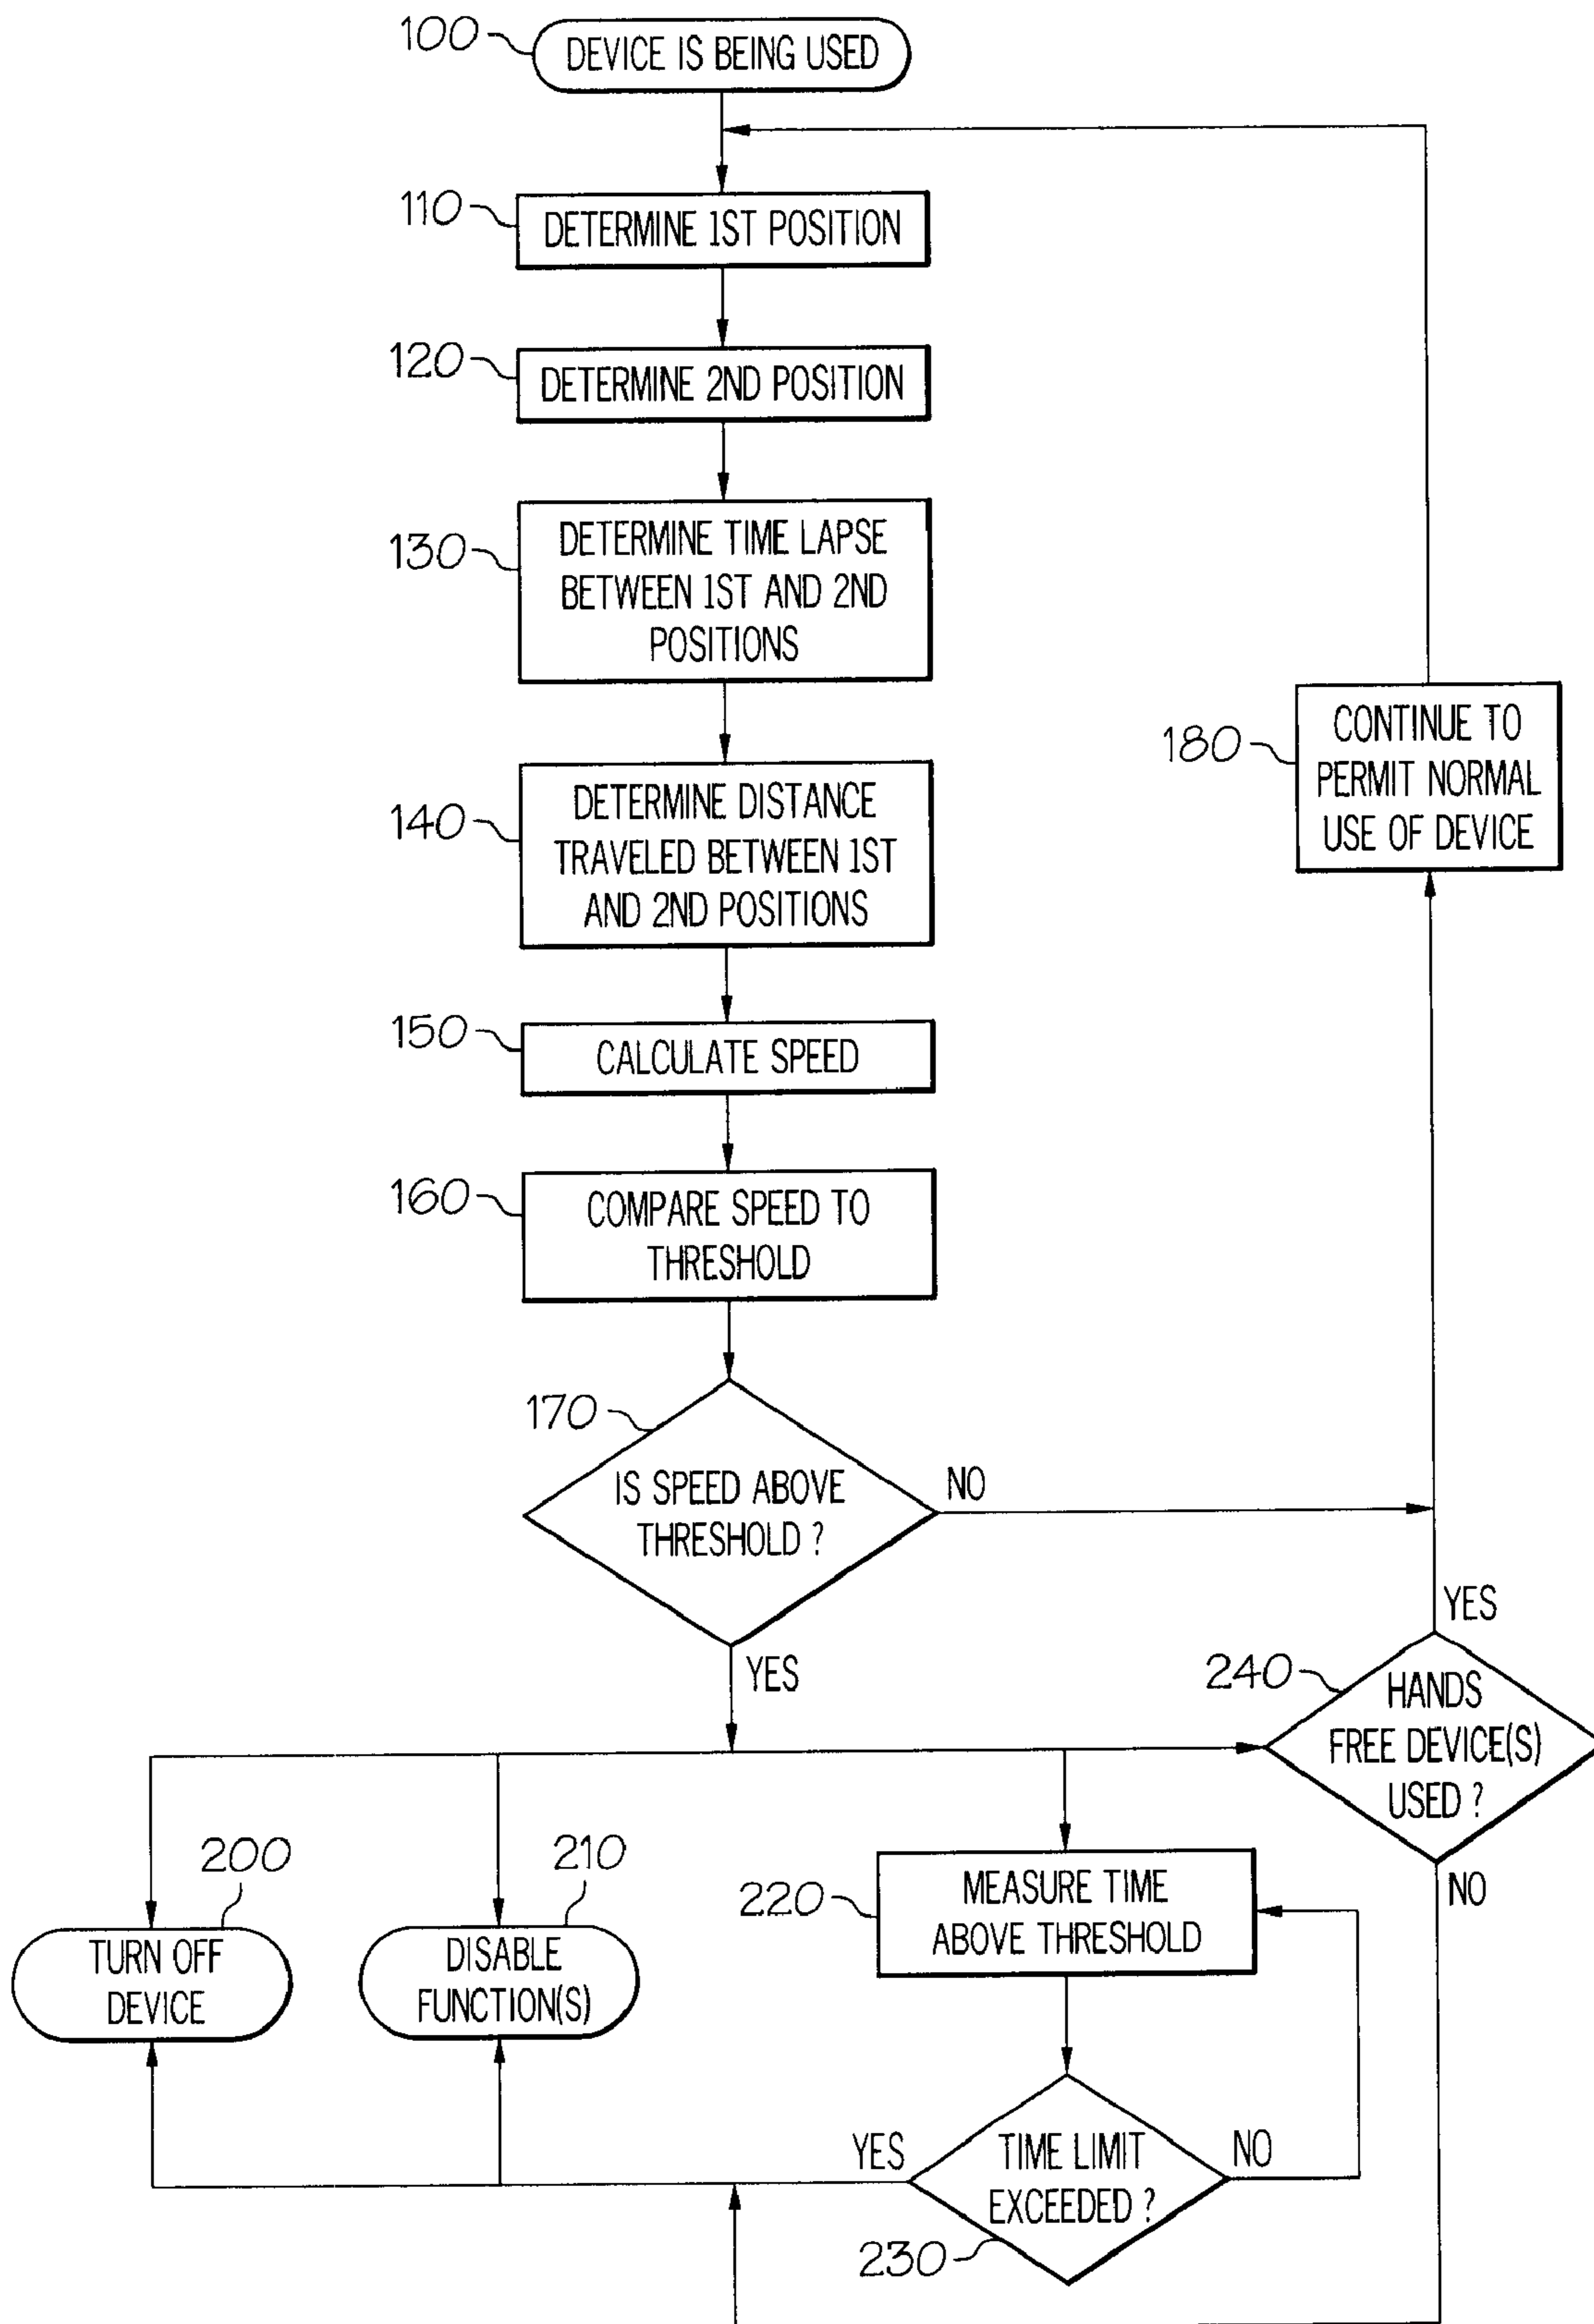 100
DEVICE IS BEING USED
110
DETERMINE 1ST POSITION
120
DETERMINE 2ND POSITION
130
DETERMINE TIME LAPSE
BETWEEN 1ST AND 2ND
POSITIONS
140
DETERMINE DISTANCE
TRAVELED BETWEEN 1ST
AND 2ND POSITIONS
180
CONTINUE TO
PERMIT NORMAL
USE OF DEVICE
150
CALCULATE SPEED
160
COMPARE SPEED TO
THRESHOLD
170
IS SPEED ABOVE
THRESHOLD ?
NO
YES
YES
240
HANDS
FREE DEVICE(S)
USED ?
NO
200
TURN OFF
DEVICE
210
DISABLE
FUNCTION(S)
220
MEASURE TIME
ABOVE THRESHOLD
YES
TIME LIMIT
EXCEEDED ?
NO
230